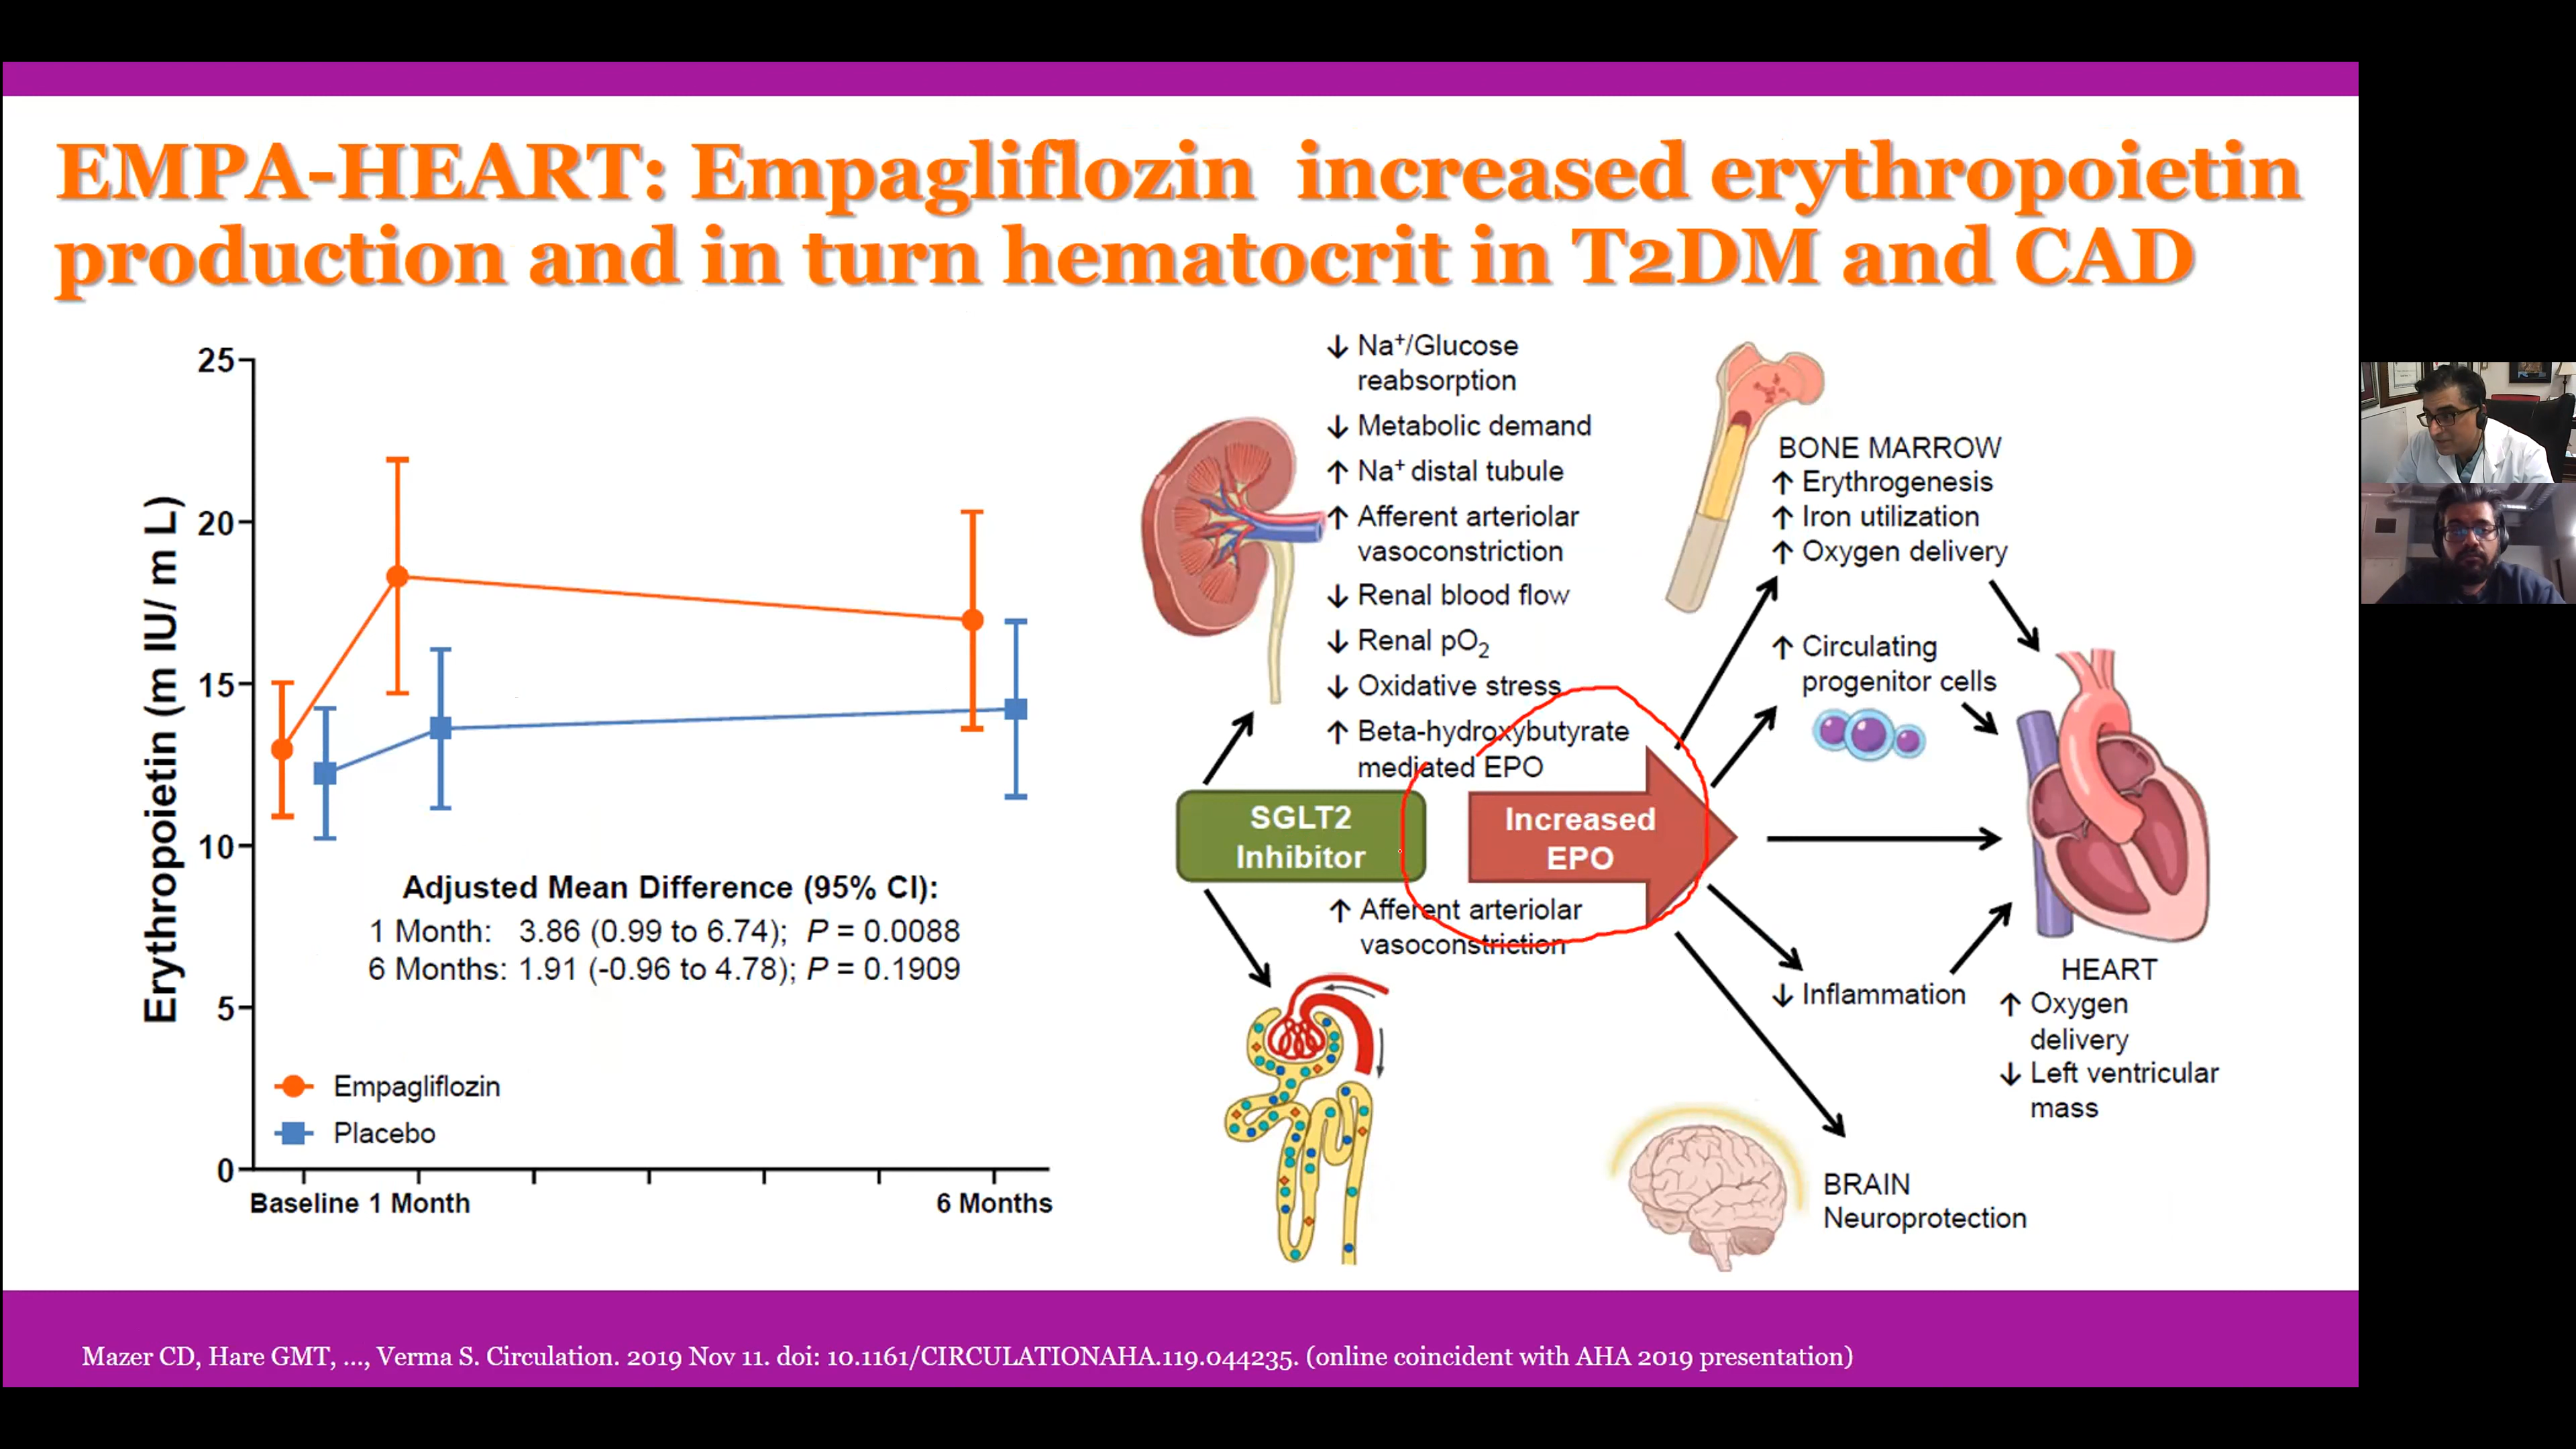 EMPA-HEART: Empagliflozin increased erythropoietin
production and in turn hematocrit in T2DM and CAD
Erythropoietin (m IU/ m L)
25
20
15
10
5
0
Adjusted Mean Difference (95% CI):
1 Month: 3.86 (0.99 to 6.74); P = 0.0088
6 Months: 1.91 (-0.96 to 4.78); P = 0.1909
Empagliflozin
Placebo
Baseline 1 Month 6 Months
↓ Na⁺/Glucose
reabsorption
↓ Metabolic demand
↑ Na⁺ distal tubule
↑ Afferent arteriolar
vasoconstriction
↓ Renal blood flow
↓ Renal pO₂
↓ Oxidative stress
↑ Beta-hydroxybutyrate
mediated EPO
SGLT2
Inhibitor
Increased
EPO
↑ Afferent arteriolar
vasoconstriction
BONE MARROW
↑ Erythrogenesis
↑ Iron utilization
↑ Oxygen delivery
↑ Circulating
progenitor cells
↓ Inflammation
HEART
↑ Oxygen
delivery
↓ Left ventricular
mass
BRAIN
Neuroprotection
Mazer CD, Hare GMT, ..., Verma S. Circulation. 2019 Nov 11. doi: 10.1161/CIRCULATIONAHA.119.044235. (online coincident with AHA 2019 presentation)